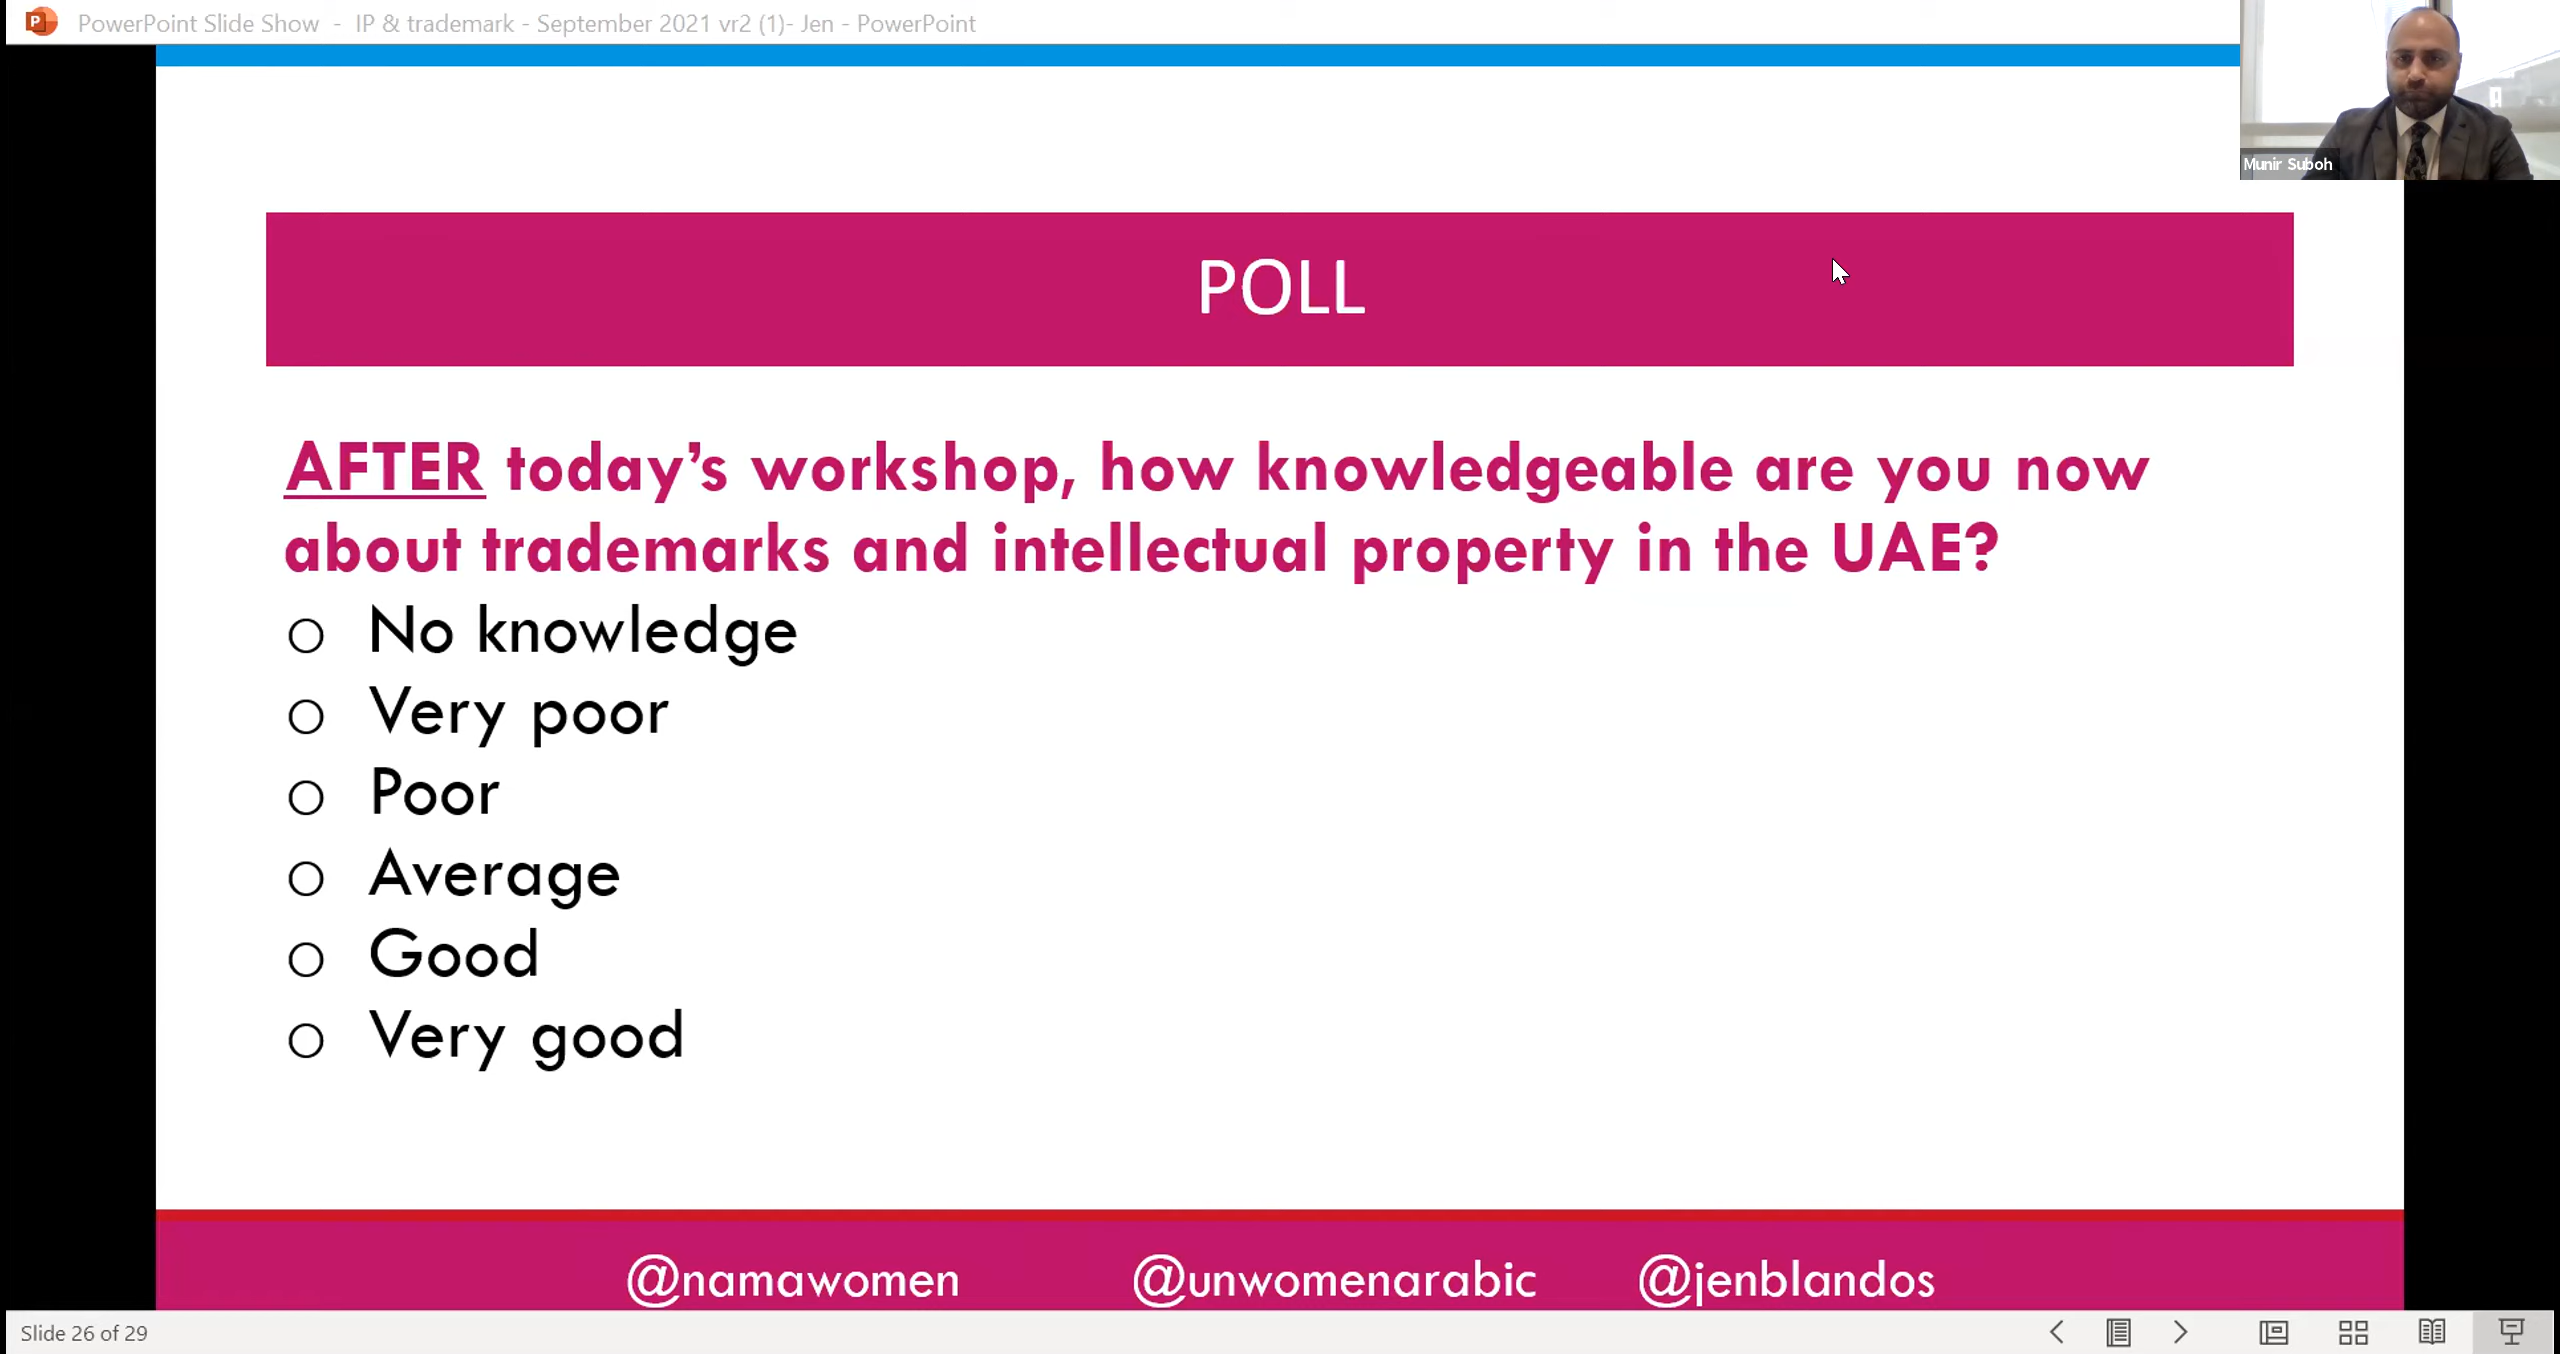 PowerPoint Slide Show - IP & trademark - September 2021 vr2 (1)- Jen - PowerPoint
Munir Suboh
POLL
AFTER today’s workshop, how knowledgeable are you now
about trademarks and intellectual property in the UAE?
o No knowledge
o Very poor
o Poor
o Average
o Good
o Very good
@namawomen @unwomenarabic @jenblandos
Slide 26 of 29